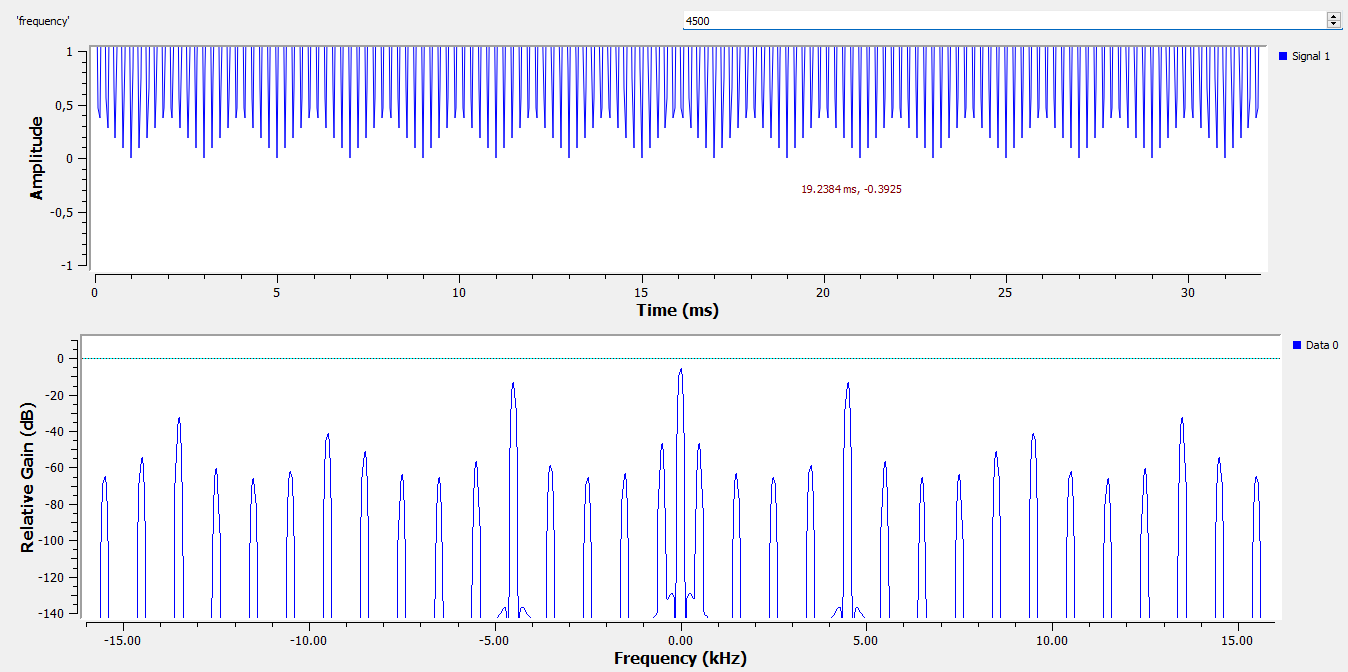 'frequency'
4500
Signal 1
1
0,5
0
-0,5
-1
Amplitude
19.2384 ms, -0.3925
0 5 10 15 20 25 30
Time (ms)
Data 0
0
-20
-40
-60
-80
-100
-120
-140
Relative Gain (dB)
-15.00 -10.00 -5.00 0.00 5.00 10.00 15.00
Frequency (kHz)